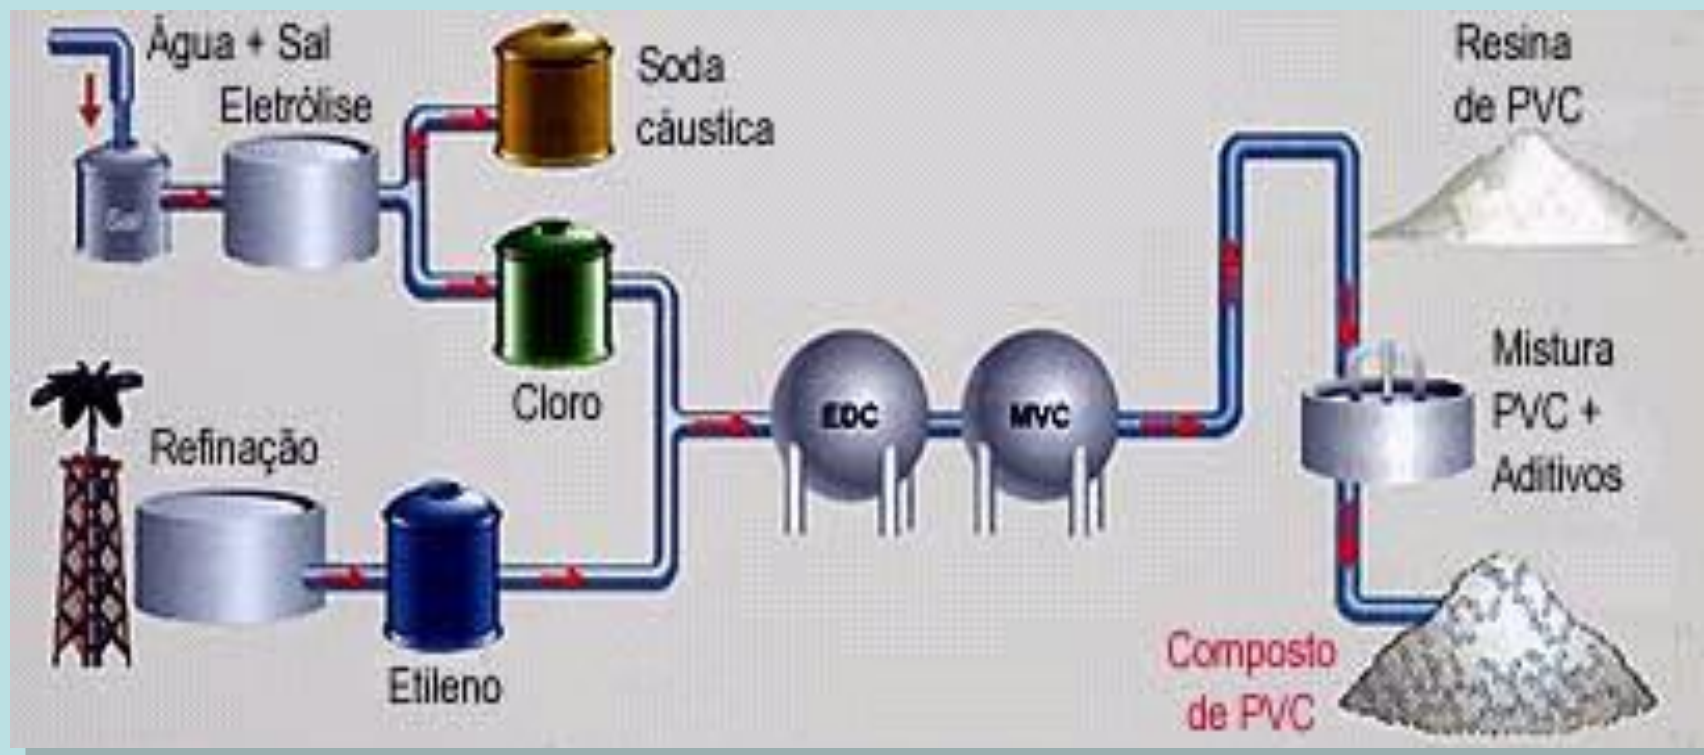 Água + Sal
Eletrólise
Sal
Soda
cáustica
Cloro
Refinação
Etileno
EDC
MVC
Resina
de PVC
Mistura
PVC +
Aditivos
Composto
de PVC